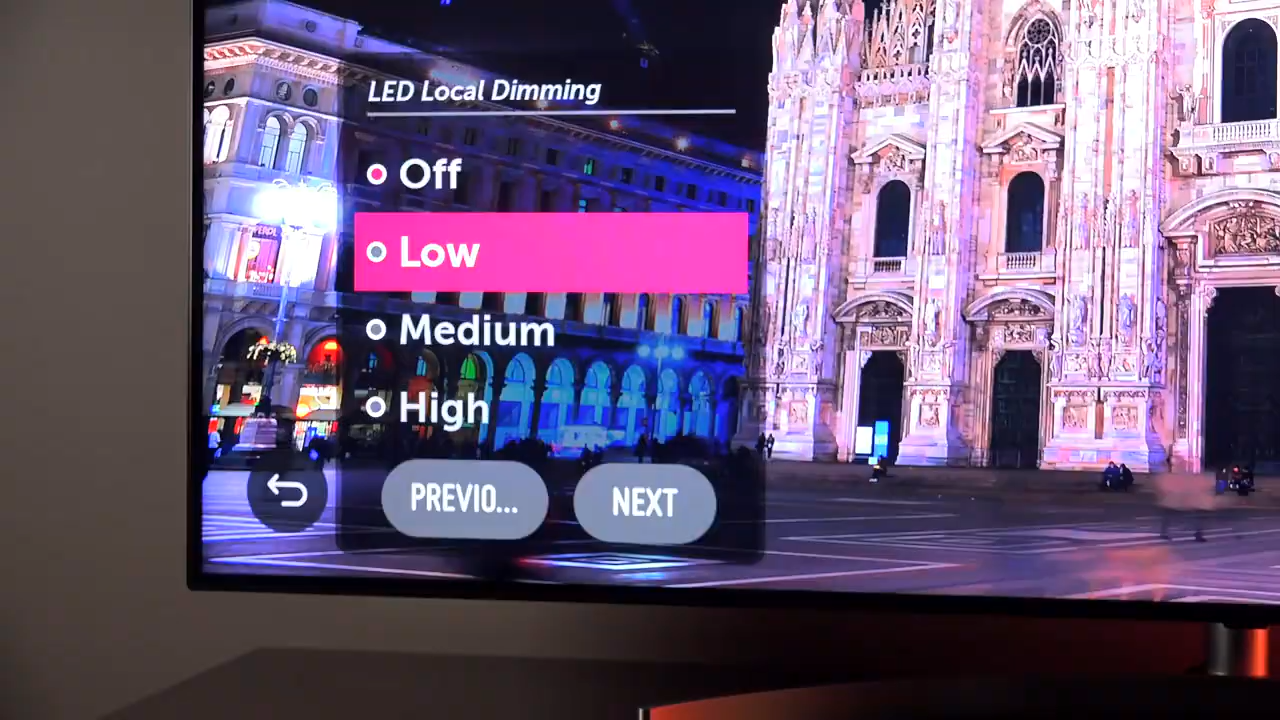 LED Local Dimming
Off
Low
Medium
High
PREVIO...
NEXT